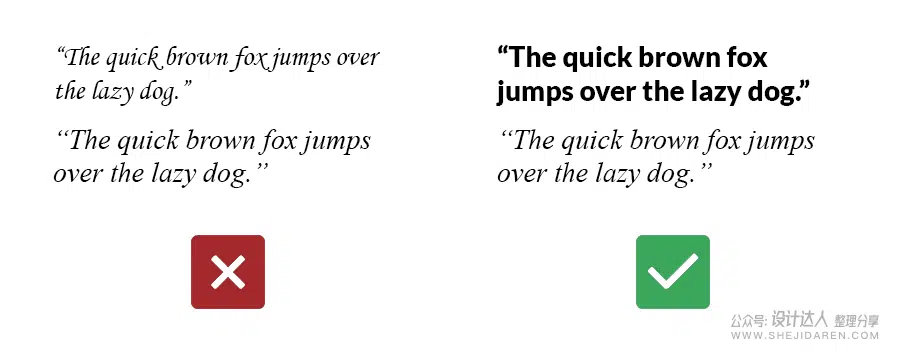 “The quick brown fox jumps over
the lazy dog.”
“The quick brown fox jumps
over the lazy dog.”
“The quick brown fox
jumps over the lazy dog.”
“The quick brown fox jumps
over the lazy dog.”
公众号: 设计达人 整理分享
WWW.SHEJIDAREN.COM